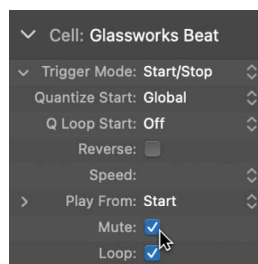 Cell: Glassworks Beat
Trigger Mode: Start/Stop
Quantize Start: Global
Q Loop Start: Off
Reverse:
Speed:
Play From: Start
Mute:
Loop: